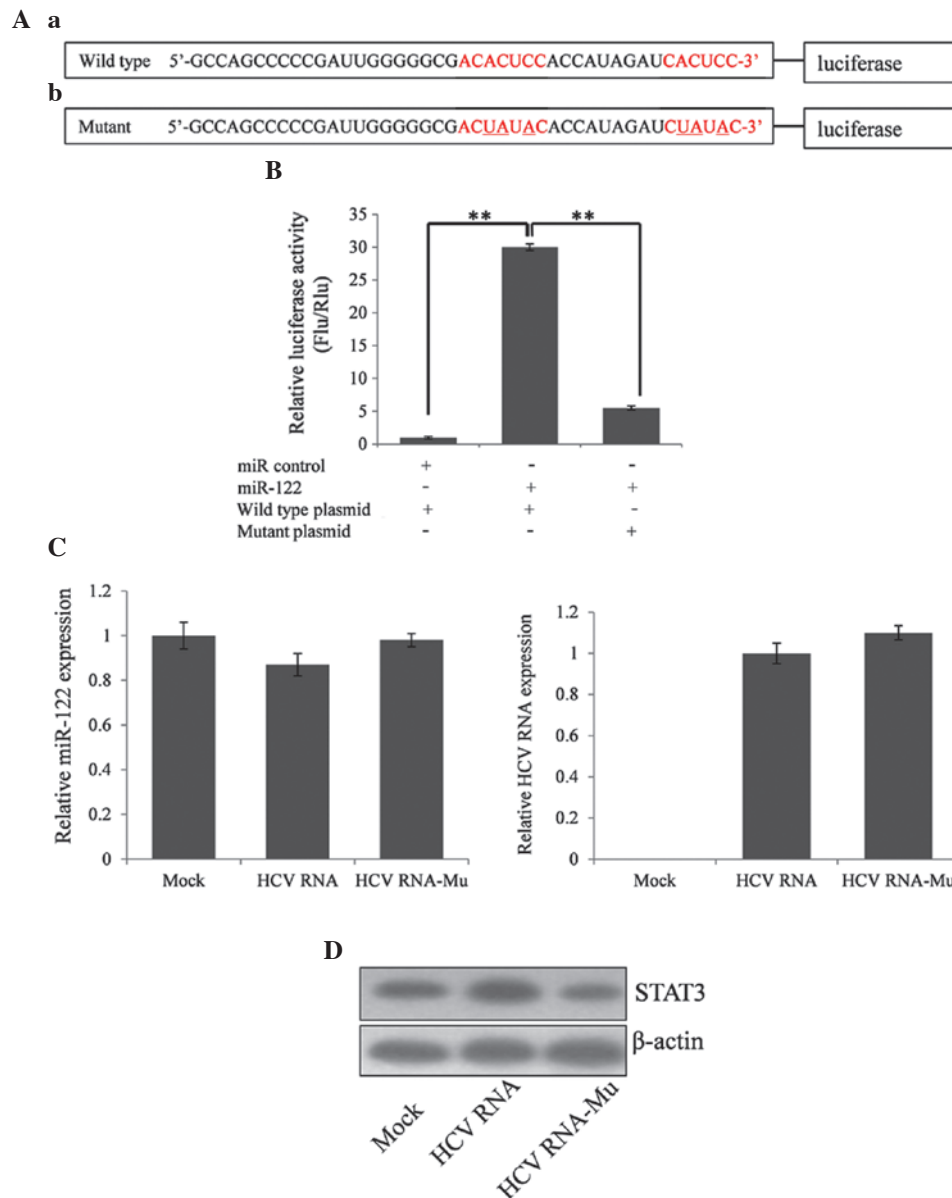 A a
Wild type 5’-GCCAGCCCCCGAUUGGGGGCGACACUCCACCAUAGAUCACUCC-3’ luciferase
b
Mutant 5’-GCCAGCCCCCGAUUGGGGGCGACUAUACACCAUAGAUCUAUAC-3’ luciferase
B
Relative luciferase activity
(Flu/Rlu)
35
30
25
20
15
10
5
0
** **
miR control + - -
miR-122 - + +
Wild type plasmid + + -
Mutant plasmid - - +
C
Relative miR-122 expression
1.2
1
0.8
0.6
0.4
0.2
0
Mock HCV RNA HCV RNA-Mu
Relative HCV RNA expression
1.2
1
0.8
0.6
0.4
0.2
0
Mock HCV RNA HCV RNA-Mu
D
STAT3
β-actin
Mock
HCV RNA
HCV RNA-Mu